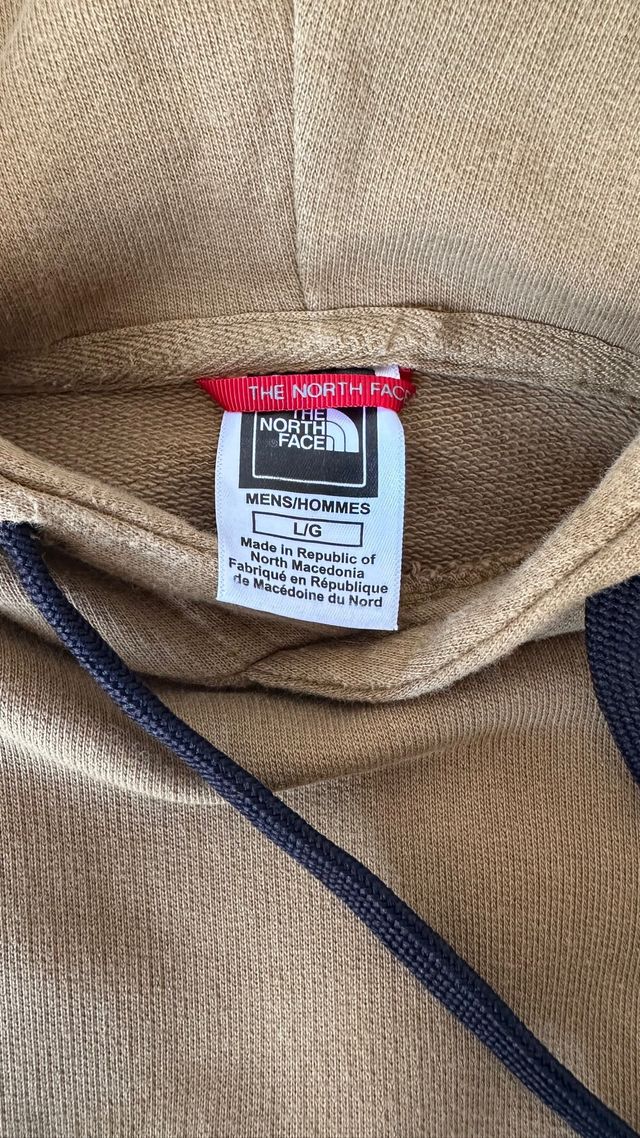 THE NORTH FACE
THE
NORTH
FACE
MENS/HOMMES
L/G
Made in Republic of
North Macedonia
Fabriqué en République
de Macédoine du Nord